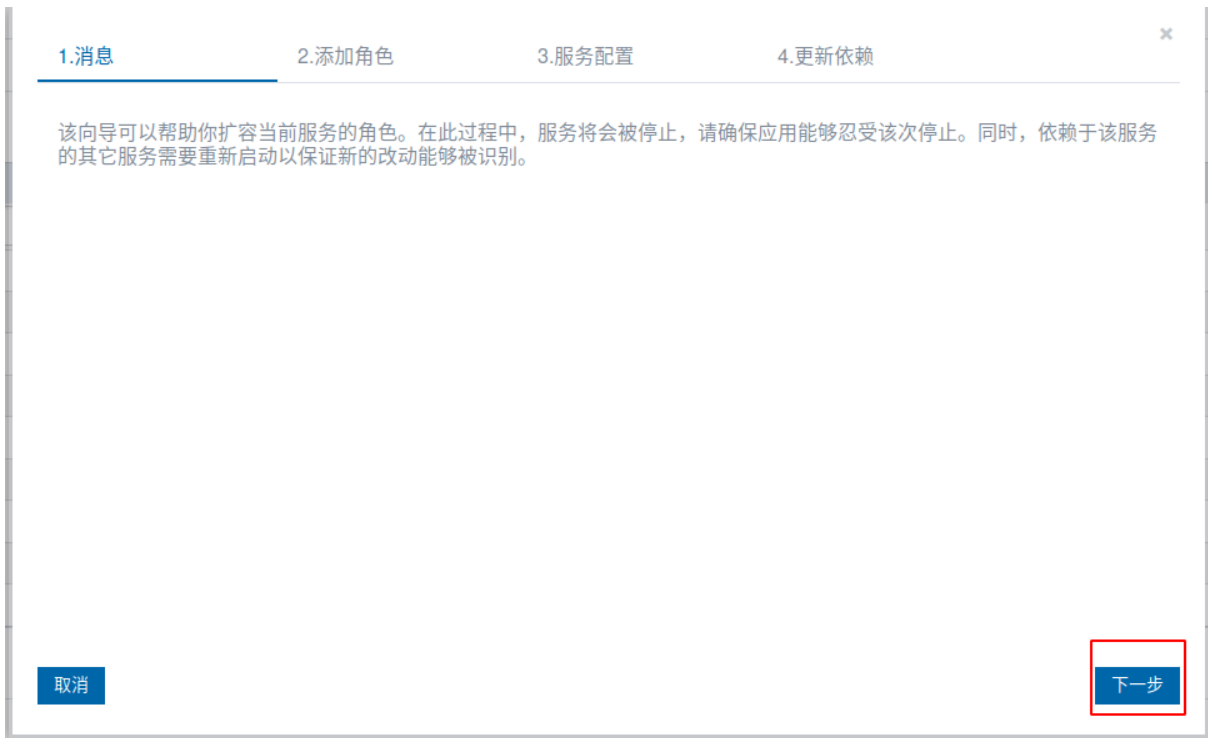 1.消息 2.添加角色 3.服务配置 4.更新依赖
该向导可以帮助你扩容当前服务的角色。在此过程中，服务将会被停止，请确保应用能够忍受该次停止。同时，依赖于该服务
的其它服务需要重新启动以保证新的改动能够被识别。
取消 下一步